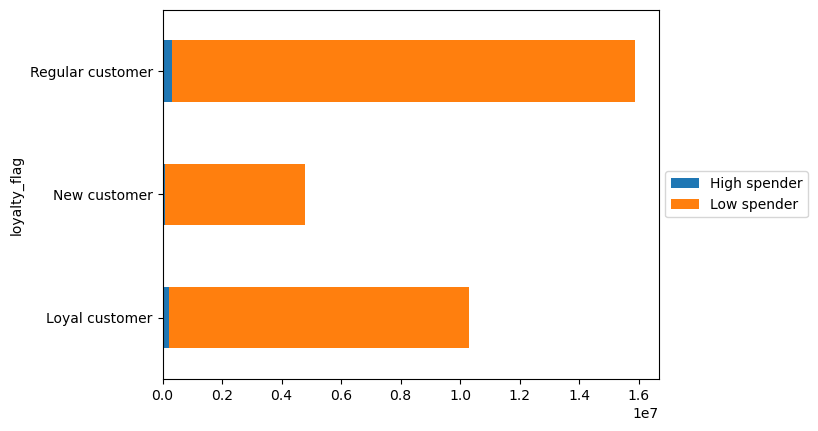 Regular customer
New customer
Loyal customer
loyalty_flag
High spender
Low spender
0.0 0.2 0.4 0.6 0.8 1.0 1.2 1.4 1.6
1e7